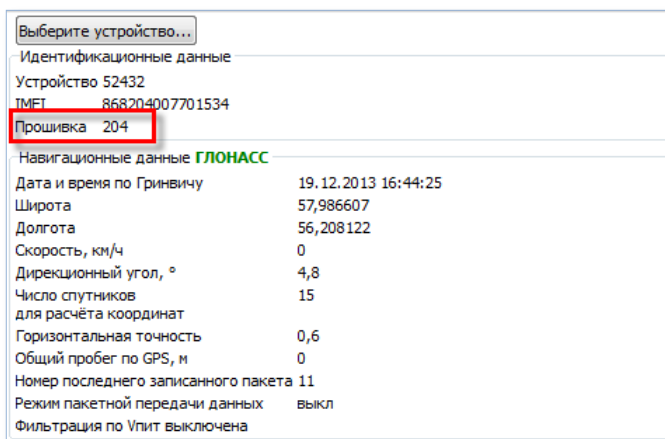 Выберите устройство...
Идентификационные данные
Устройство 52432
IMEI 868204007701534
Прошивка 204
Навигационные данные ГЛОНАСС
Дата и время по Гринвичу 19.12.2013 16:44:25
Широта 57,986607
Долгота 56,208122
Скорость, км/ч 0
Дирекционный угол, ° 4,8
Число спутников 15
для расчёта координат
Горизонтальная точность 0,6
Общий пробег по GPS, м 0
Номер последнего записанного пакета 11
Режим пакетной передачи данных выкл
Фильтрация по Vпит выключена